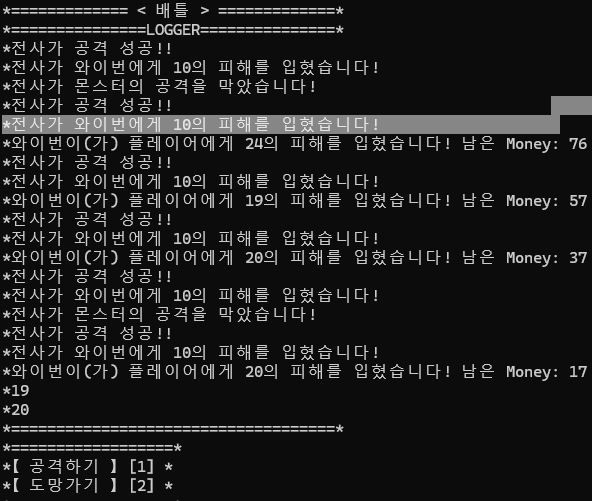 *============= < 배틀 > =============*
*===============LOGGER===============*
*전사가 공격 성공!!
*전사가 와이번에게 10의 피해를 입혔습니다!
*전사가 몬스터의 공격을 막았습니다!
*전사가 공격 성공!!
*전사가 와이번에게 10의 피해를 입혔습니다!
*와이번이(가) 플레이어에게 24의 피해를 입혔습니다! 남은 Money: 76
*전사가 공격 성공!!
*전사가 와이번에게 10의 피해를 입혔습니다!
*와이번이(가) 플레이어에게 19의 피해를 입혔습니다! 남은 Money: 57
*전사가 공격 성공!!
*전사가 와이번에게 10의 피해를 입혔습니다!
*와이번이(가) 플레이어에게 20의 피해를 입혔습니다! 남은 Money: 37
*전사가 공격 성공!!
*전사가 와이번에게 10의 피해를 입혔습니다!
*전사가 몬스터의 공격을 막았습니다!
*전사가 공격 성공!!
*전사가 와이번에게 10의 피해를 입혔습니다!
*와이번이(가) 플레이어에게 20의 피해를 입혔습니다! 남은 Money: 17
*19
*20
*====================================*
*==================*
*【 공격하기 】[1] *
*【 도망가기 】[2] *